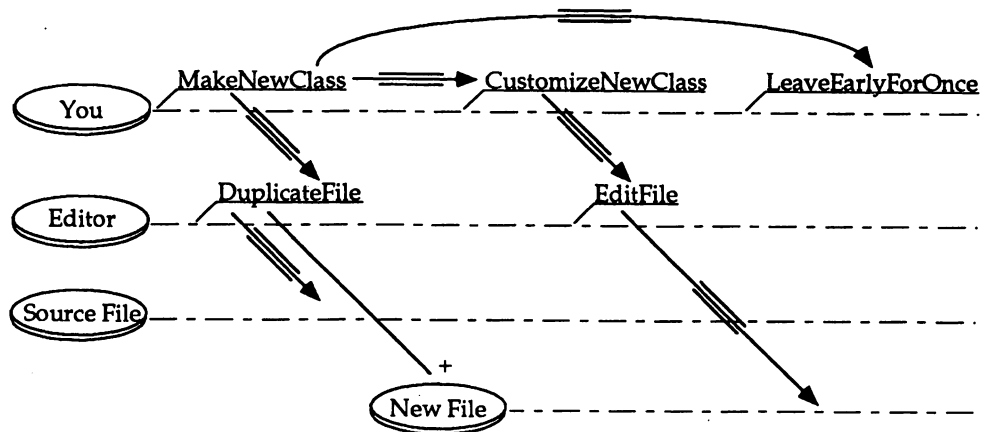 MakeNewClass
CustomizeNewClass
LeaveEarlyForOnce
You
DuplicateFile
EditFile
Editor
Source File
+
New File